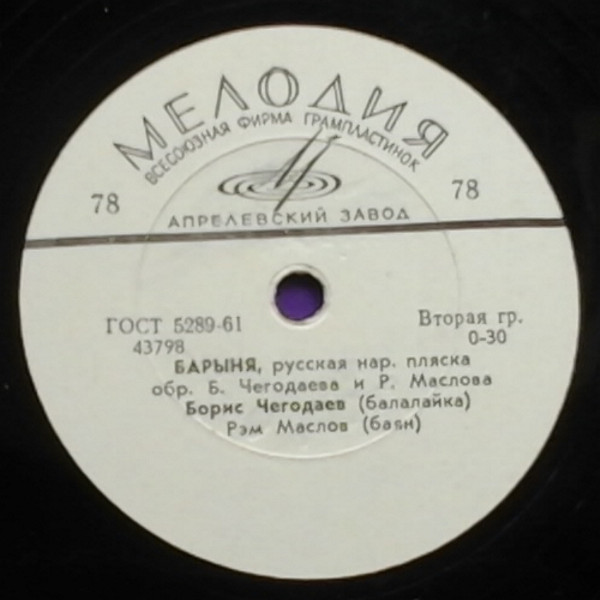 МЕЛОДИЯ
ВСЕСОЮЗНАЯ ФИРМА ГРАМПЛАСТИНОК
78 78
АПРЕЛЕВСКИЙ ЗАВОД
ГОСТ 5289-61 Вторая гр.
43798 0-30
БАРЫНЯ, русская нар. пляска
обр. Б. Чегодаева и Р. Маслова
Борис Чегодаев (балалайка)
Рэм Маслов (баян)